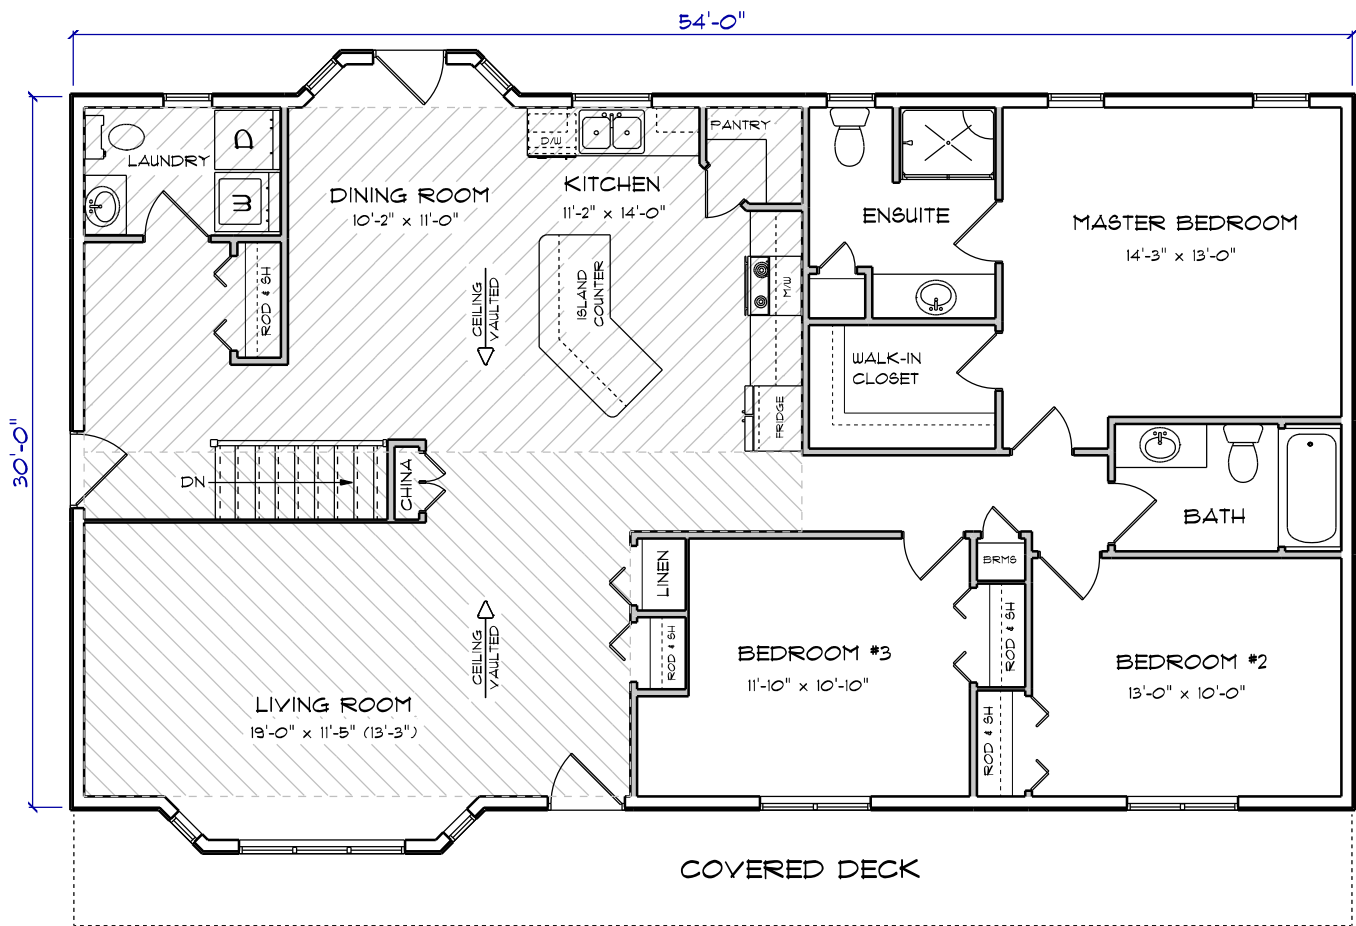 54'-0"
30'-0"
LAUNDRY
D
W
ROD & SH
DINING ROOM
10'-2" x 11'-0"
KITCHEN
11'-2" x 14'-0"
D/W
PANTRY
ISLAND
COUNTER
CEILING
VAULTED
M/W
FRIDGE
ENSUITE
WALK-IN
CLOSET
MASTER BEDROOM
14'-3" x 13'-0"
DN
CHINA
BATH
LINEN
ROD & SH
BRMS
ROD & SH
ROD & SH
BEDROOM #3
11'-10" x 10'-10"
BEDROOM #2
13'-0" x 10'-0"
CEILING
VAULTED
LIVING ROOM
19'-0" x 11'-5" (13'-3")
COVERED DECK